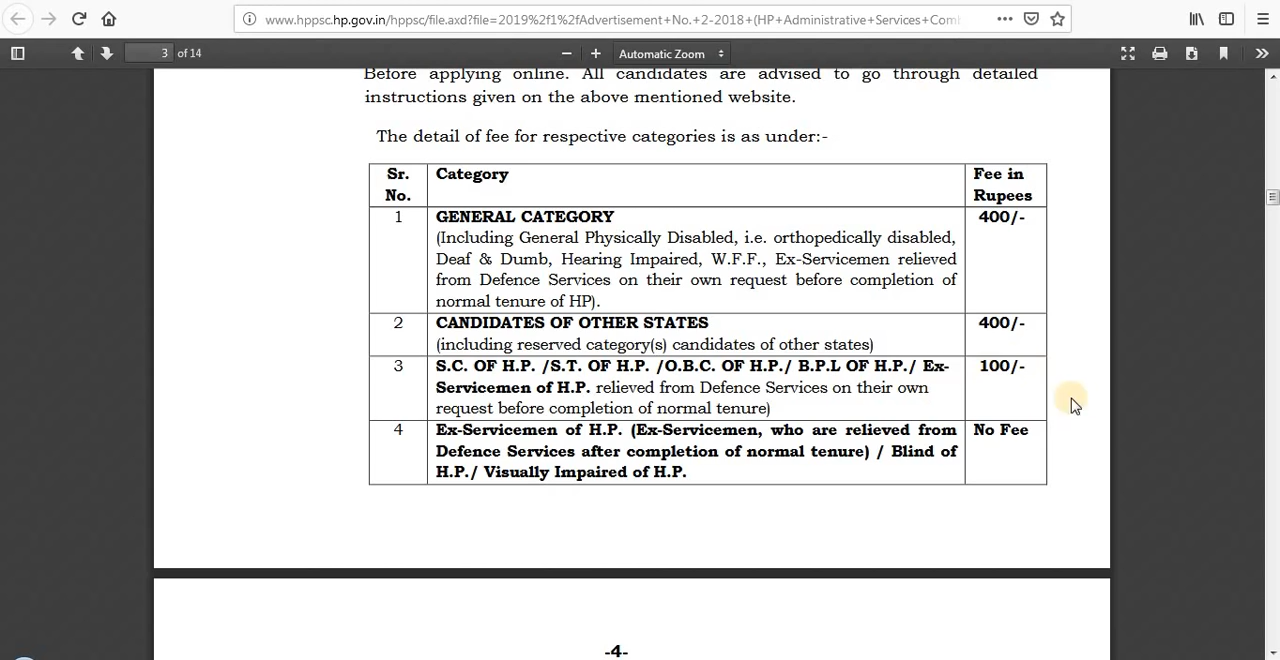 www.hppsc.hp.gov.in/hppsc/file.axd?file=2019%2f1%2fAdvertisement+No.+2-2018+(HP+Administrative+Services+Comb
3 of 14
Automatic Zoom
Before applying online. All candidates are advised to go through detailed
instructions given on the above mentioned website.
The detail of fee for respective categories is as under:-
Sr. No. Category Fee in Rupees
1 GENERAL CATEGORY 400/-
(Including General Physically Disabled, i.e. orthopedically disabled,
Deaf & Dumb, Hearing Impaired, W.F.F., Ex-Servicemen relieved
from Defence Services on their own request before completion of
normal tenure of HP).
2 CANDIDATES OF OTHER STATES 400/-
(including reserved category(s) candidates of other states)
3 S.C. OF H.P. /S.T. OF H.P. /O.B.C. OF H.P./ B.P.L OF H.P./ Ex- 100/-
Servicemen of H.P. relieved from Defence Services on their own
request before completion of normal tenure)
4 Ex-Servicemen of H.P. (Ex-Servicemen, who are relieved from No Fee
Defence Services after completion of normal tenure) / Blind of
H.P./ Visually Impaired of H.P.
-4-